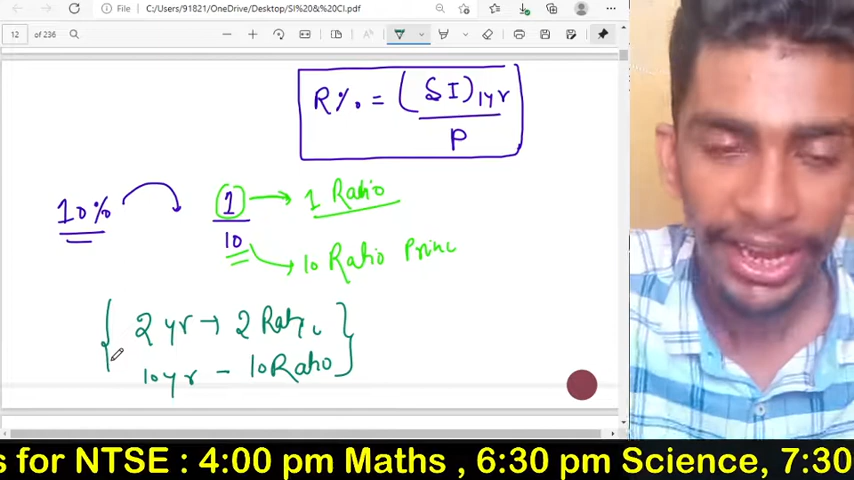 File C:/Users/91821/OneDrive/Desktop/SI%20&%20CI.pdf
12 of 236
R% = (SI)1yr
P
10% 1 → 1 Ratio
10 → 10 Ratio Princ
2 yr → 2 Ratio
10 yr - 10 Ratio
s for NTSE : 4:00 pm Maths , 6:30 pm Science, 7:30